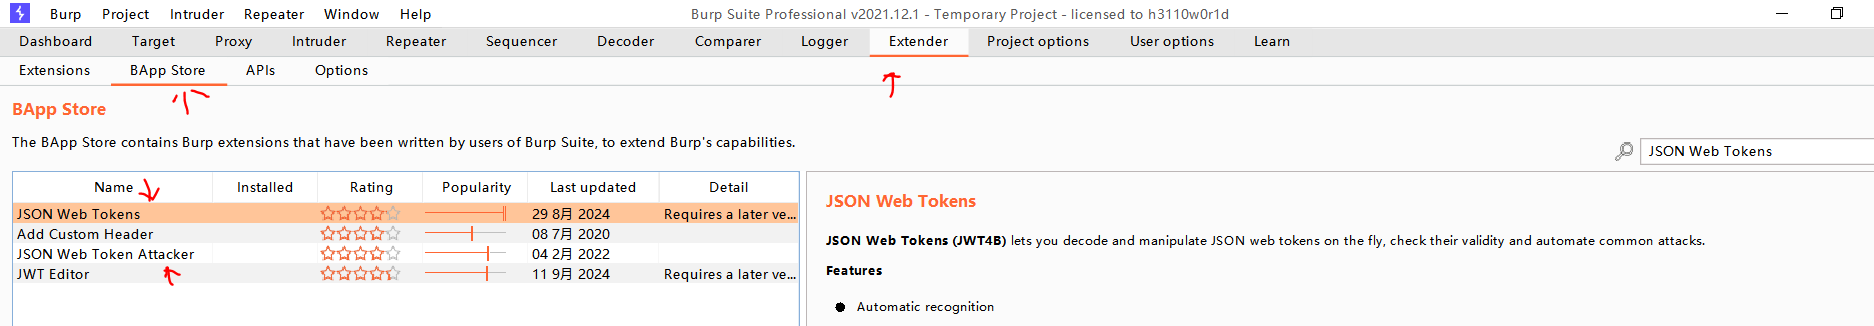 Burp Project Intruder Repeater Window Help Burp Suite Professional v2021.12.1 - Temporary Project - licensed to h3110w0r1d
Dashboard Target Proxy Intruder Repeater Sequencer Decoder Comparer Logger Extender Project options User options Learn
Extensions BApp Store APIs Options
BApp Store
The BApp Store contains Burp extensions that have been written by users of Burp Suite, to extend Burp's capabilities.
JSON Web Tokens
Name Installed Rating Popularity Last updated Detail
JSON Web Tokens 29 8月 2024 Requires a later ve...
Add Custom Header 08 7月 2020
JSON Web Token Attacker 04 2月 2022
JWT Editor 11 9月 2024 Requires a later ve...
JSON Web Tokens
JSON Web Tokens (JWT4B) lets you decode and manipulate JSON web tokens on the fly, check their validity and automate common attacks.
Features
● Automatic recognition